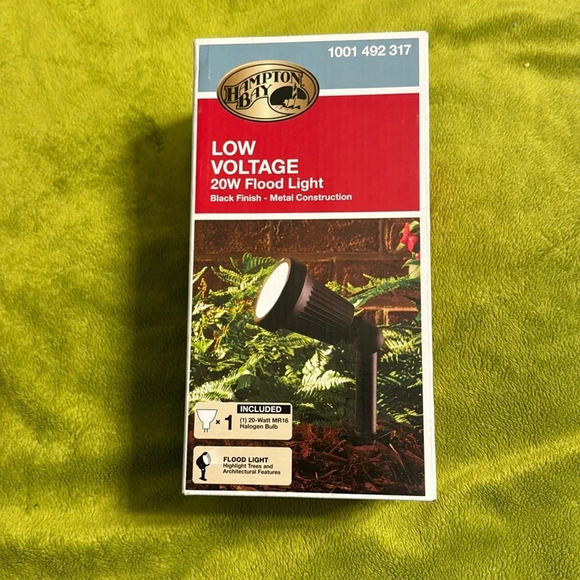 1001 492 317
HAMPTON
BAY
LOW
VOLTAGE
20W Flood Light
Black Finish - Metal Construction
x 1
INCLUDED
(1) 20-Watt MR16
Halogen Bulb
FLOOD LIGHT
Highlight Trees and
Architectural Features